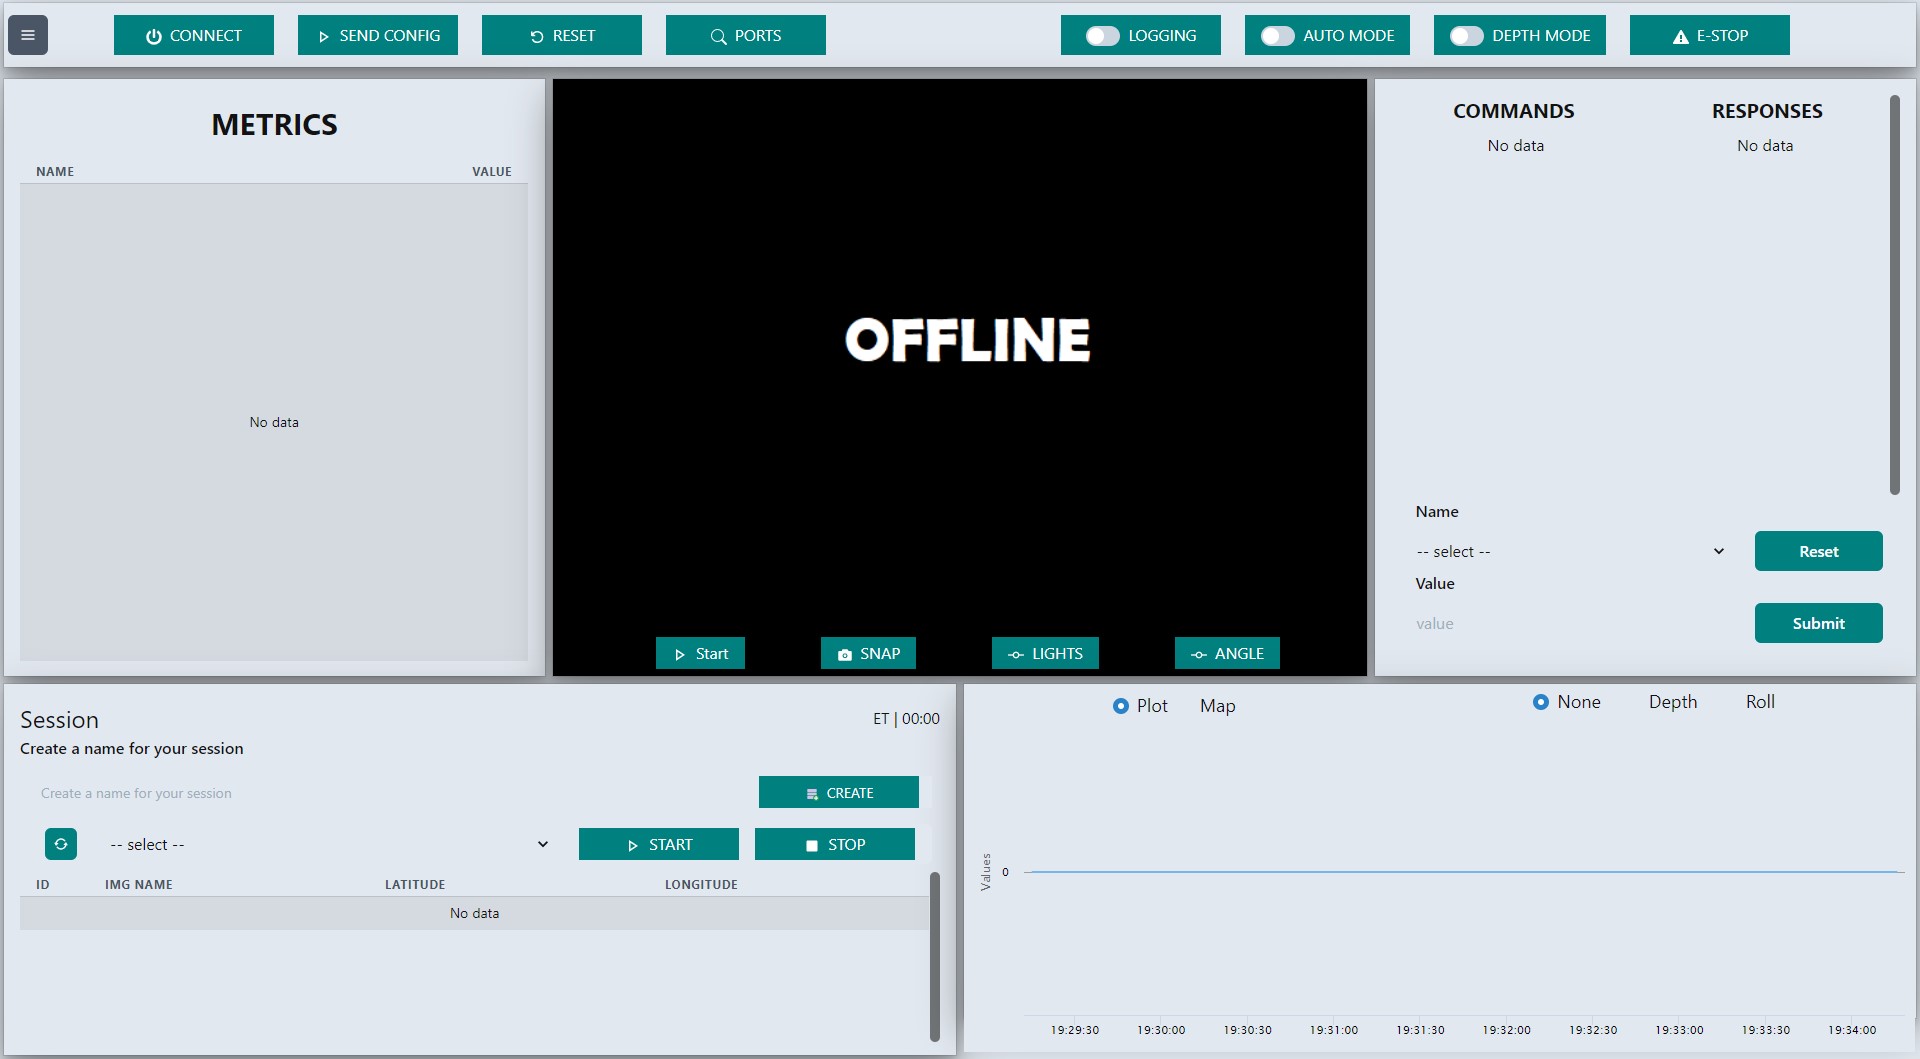 CONNECT SEND CONFIG RESET PORTS LOGGING AUTO MODE DEPTH MODE E-STOP
METRICS
NAME VALUE
No data
OFFLINE
Start SNAP LIGHTS ANGLE
COMMANDS RESPONSES
No data No data
Name
-- select -- Reset
Value
value Submit
Session ET | 00:00
Create a name for your session
Create a name for your session CREATE
-- select -- START STOP
ID IMG NAME LATITUDE LONGITUDE
No data
Plot Map None Depth Roll
Values 0
19:29:30 19:30:00 19:30:30 19:31:00 19:31:30 19:32:00 19:32:30 19:33:00 19:33:30 19:34:00